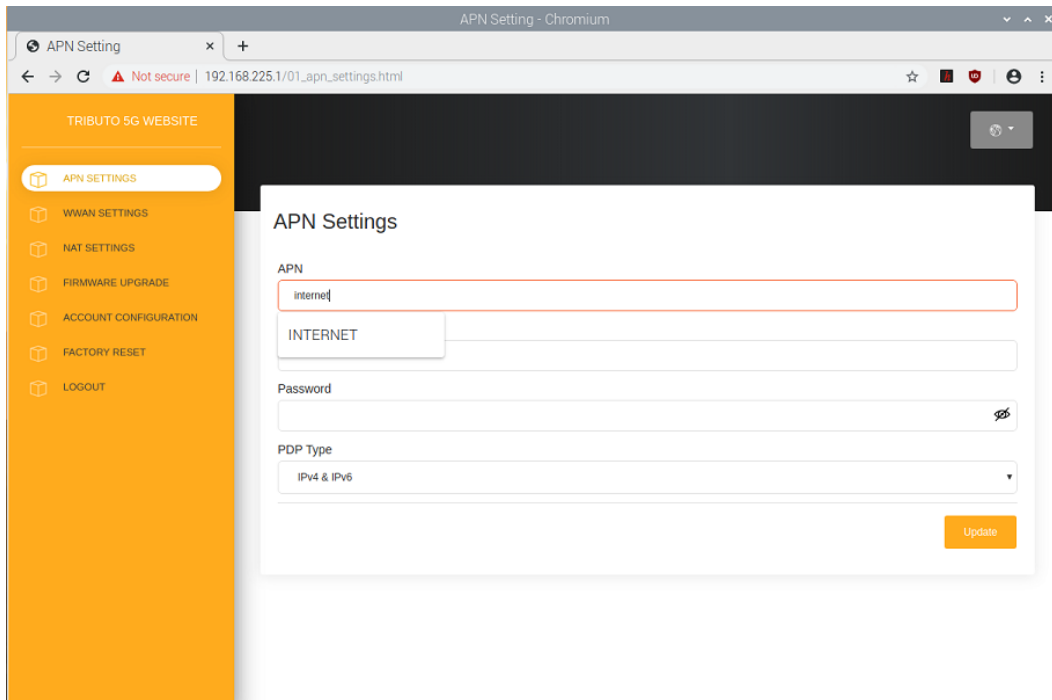 APN Setting - Chromium
APN Setting
Not secure | 192.168.225.1/01_apn_settings.html
TRIBUTO 5G WEBSITE
APN SETTINGS
WWAN SETTINGS
NAT SETTINGS
FIRMWARE UPGRADE
ACCOUNT CONFIGURATION
FACTORY RESET
LOGOUT
APN Settings
APN
internet
INTERNET
Password
PDP Type
IPv4 & IPv6
Update